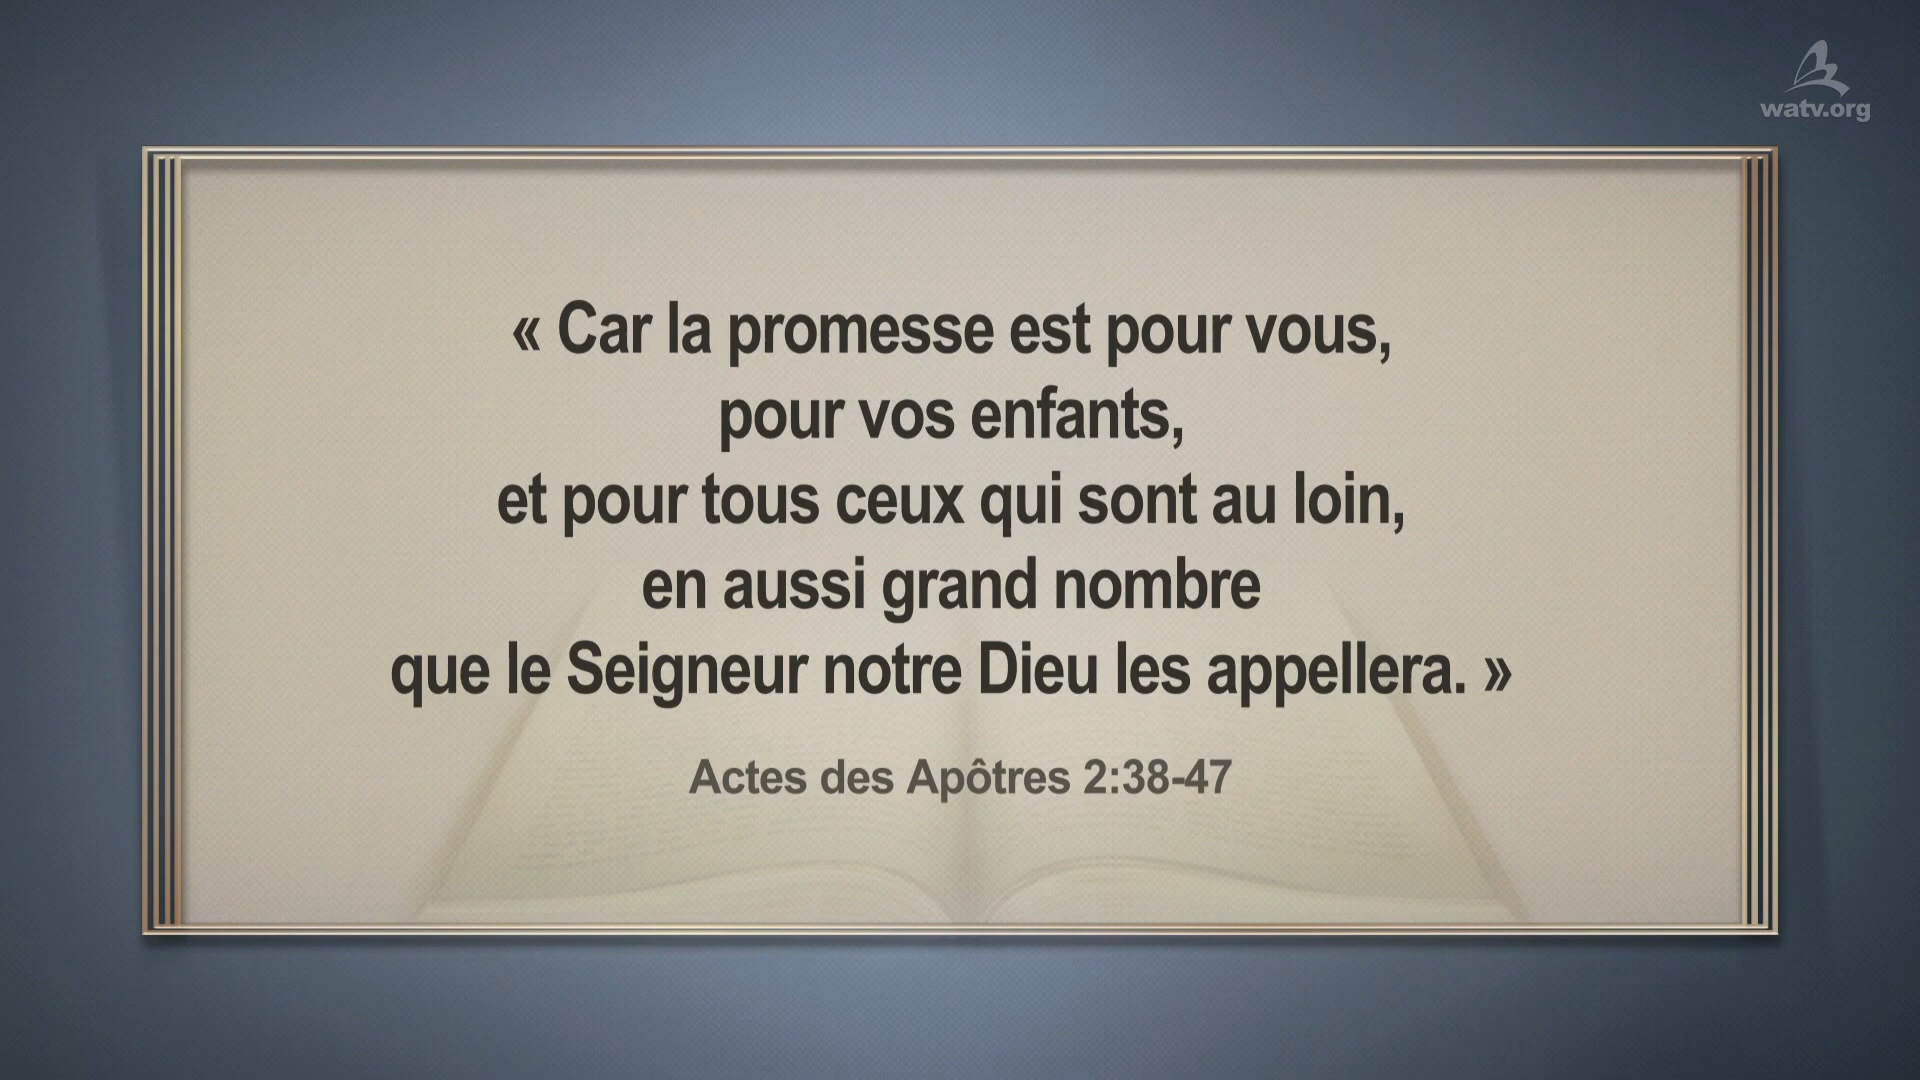 watv.org
« Car la promesse est pour vous,
pour vos enfants,
et pour tous ceux qui sont au loin,
en aussi grand nombre
que le Seigneur notre Dieu les appellera. »
Actes des Apôtres 2:38-47